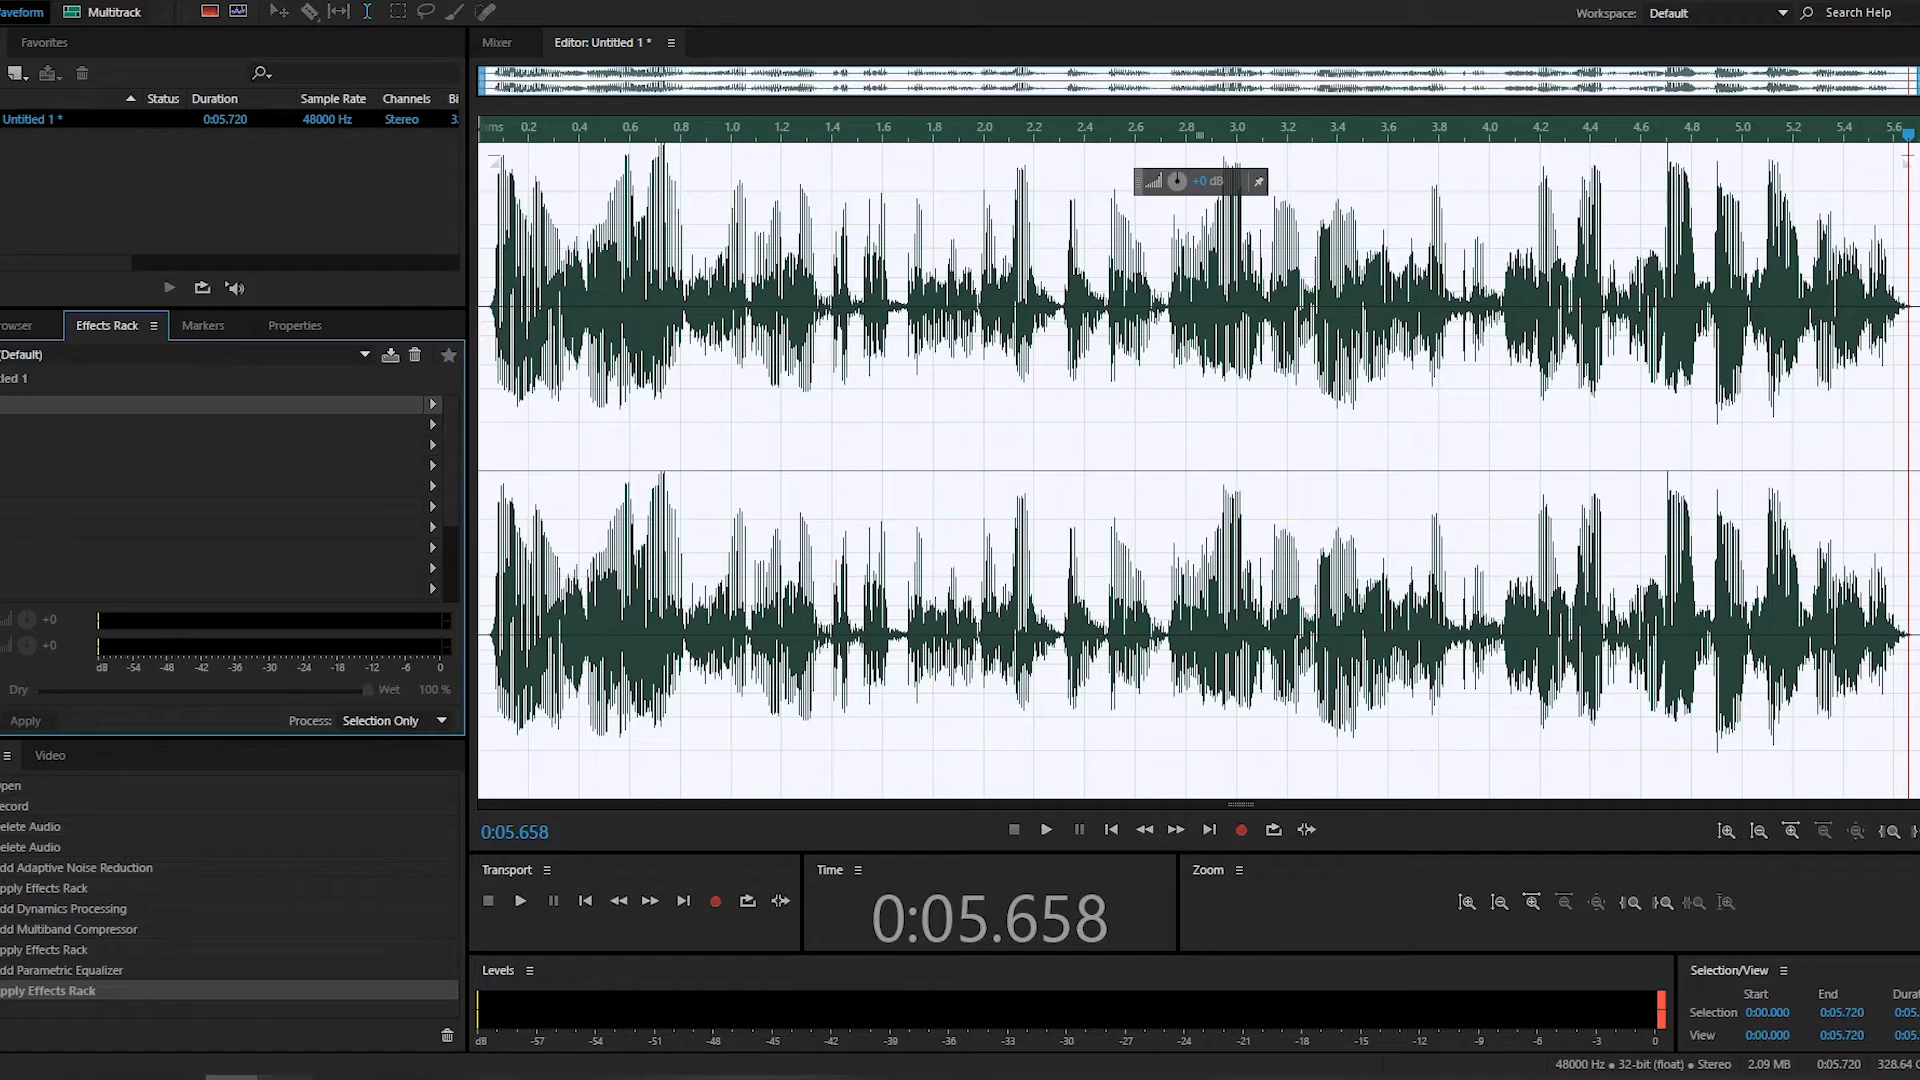 aveform Multitrack Workspace: Default Search Help
Favorites Mixer Editor: Untitled 1 *
Status Duration Sample Rate Channels Bi
Untitled 1 * 0:05.720 48000 Hz Stereo 3
hms 0.2 0.4 0.6 0.8 1.0 1.2 1.4 1.6 1.8 2.0 2.2 2.4 2.6 2.8 3.0 3.2 3.4 3.6 3.8 4.0 4.2 4.4 4.6 4.8 5.0 5.2 5.4 5.6
+0 dB
rowser Effects Rack Markers Properties
(Default)
led 1
+0
+0
dB -54 -48 -42 -36 -30 -24 -18 -12 -6 0
Dry Wet 100 %
Apply Process: Selection Only
Video
pen
ecord
elete Audio
elete Audio
dd Adaptive Noise Reduction
pply Effects Rack
dd Dynamics Processing
dd Multiband Compressor
pply Effects Rack
dd Parametric Equalizer
pply Effects Rack
0:05.658
Transport Time Zoom
0:05.658
Levels
dB -57 -54 -51 -48 -45 -42 -39 -36 -33 -30 -27 -24 -21 -18 -15 -12 -9 -6 -3 0
Selection/View
Start End Durat
Selection 0:00.000 0:05.720 0:05.
View 0:00.000 0:05.720 0:05.
48000 Hz • 32-bit (float) • Stereo 2.09 MB 0:05.720 328.64 G